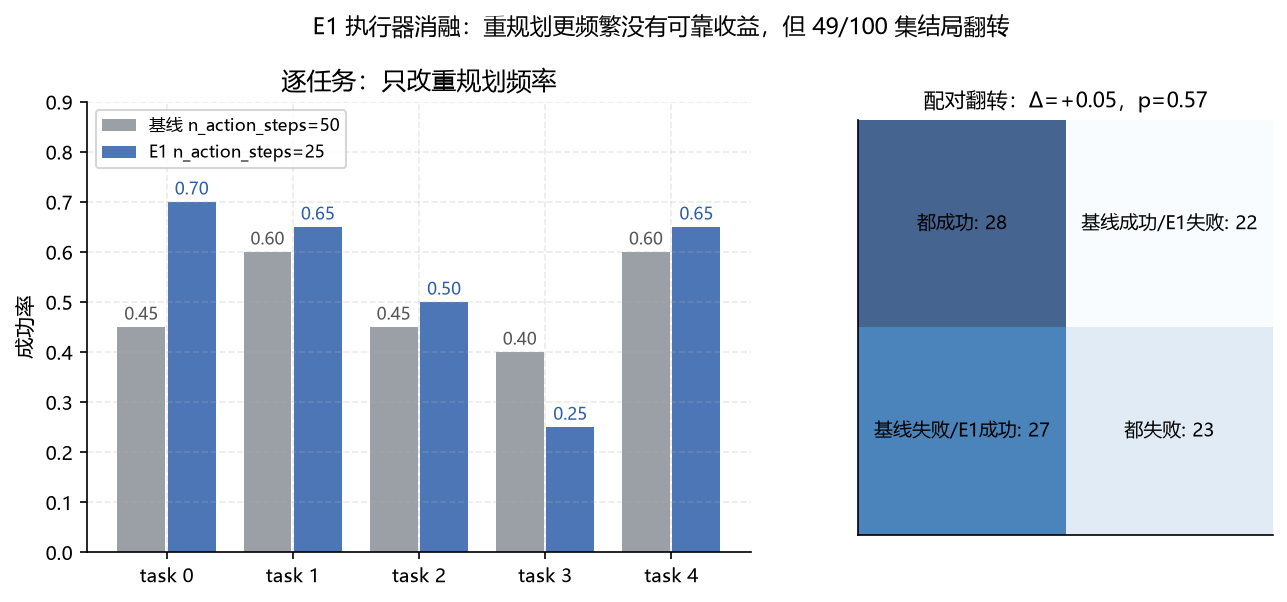 E1 执行器消融：重规划更频繁没有可靠收益，但 49/100 集结局翻转
逐任务：只改重规划频率
成功率
0.9
0.8
0.7
0.6
0.5
0.4
0.3
0.2
0.1
0.0
基线 n_action_steps=50
E1 n_action_steps=25
0.45
0.70
0.60
0.65
0.45
0.50
0.40
0.25
0.60
0.65
task 0
task 1
task 2
task 3
task 4
配对翻转：Δ=+0.05，p=0.57
都成功: 28
基线成功/E1失败: 22
基线失败/E1成功: 27
都失败: 23